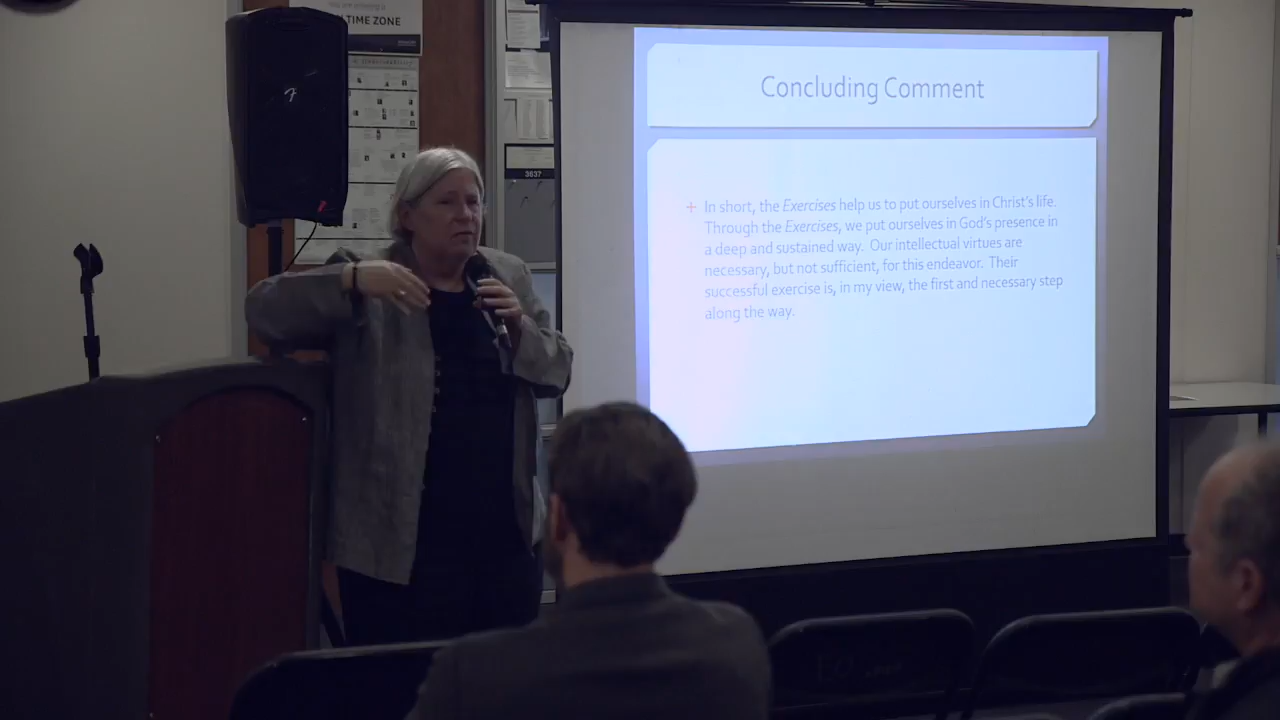 TIME ZONE
3637
Concluding Comment
+ In short, the Exercises help us to put ourselves in Christ's life.
Through the Exercises, we put ourselves in God's presence in
a deep and sustained way. Our intellectual virtues are
necessary, but not sufficient, for this endeavor. Their
successful exercise is, in my view, the first and necessary step
along the way.